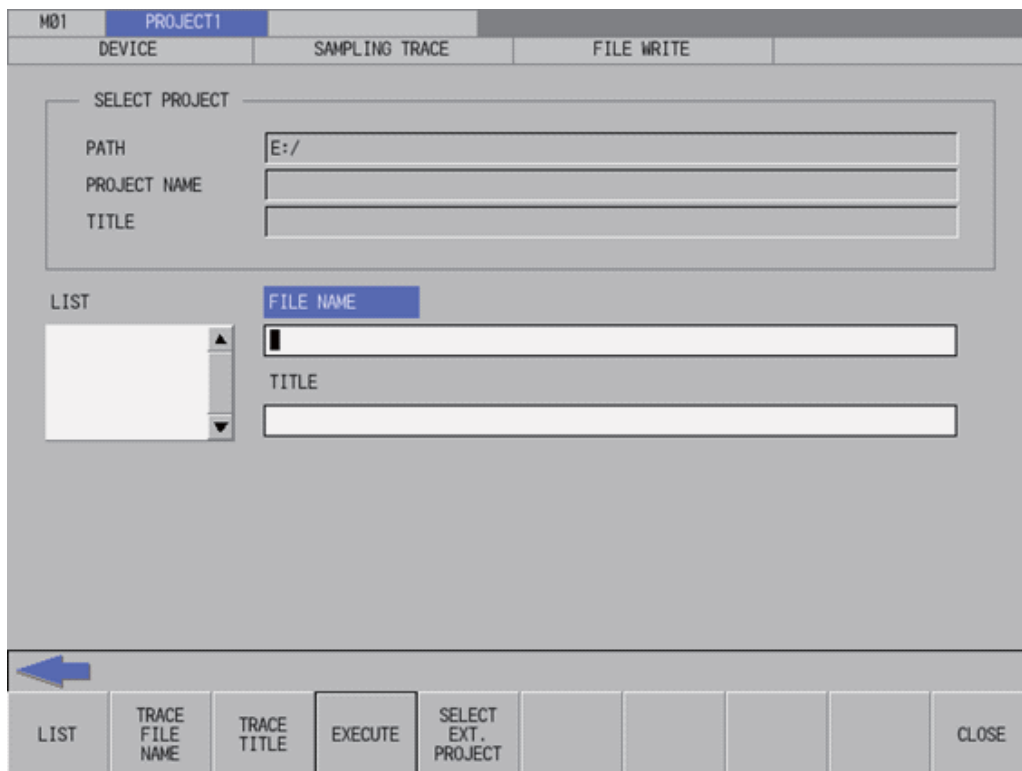 M01 PROJECT1
DEVICE SAMPLING TRACE FILE WRITE
SELECT PROJECT
PATH E:/
PROJECT NAME
TITLE
LIST FILE NAME
TITLE
LIST TRACE FILE NAME TRACE TITLE EXECUTE SELECT EXT. PROJECT CLOSE